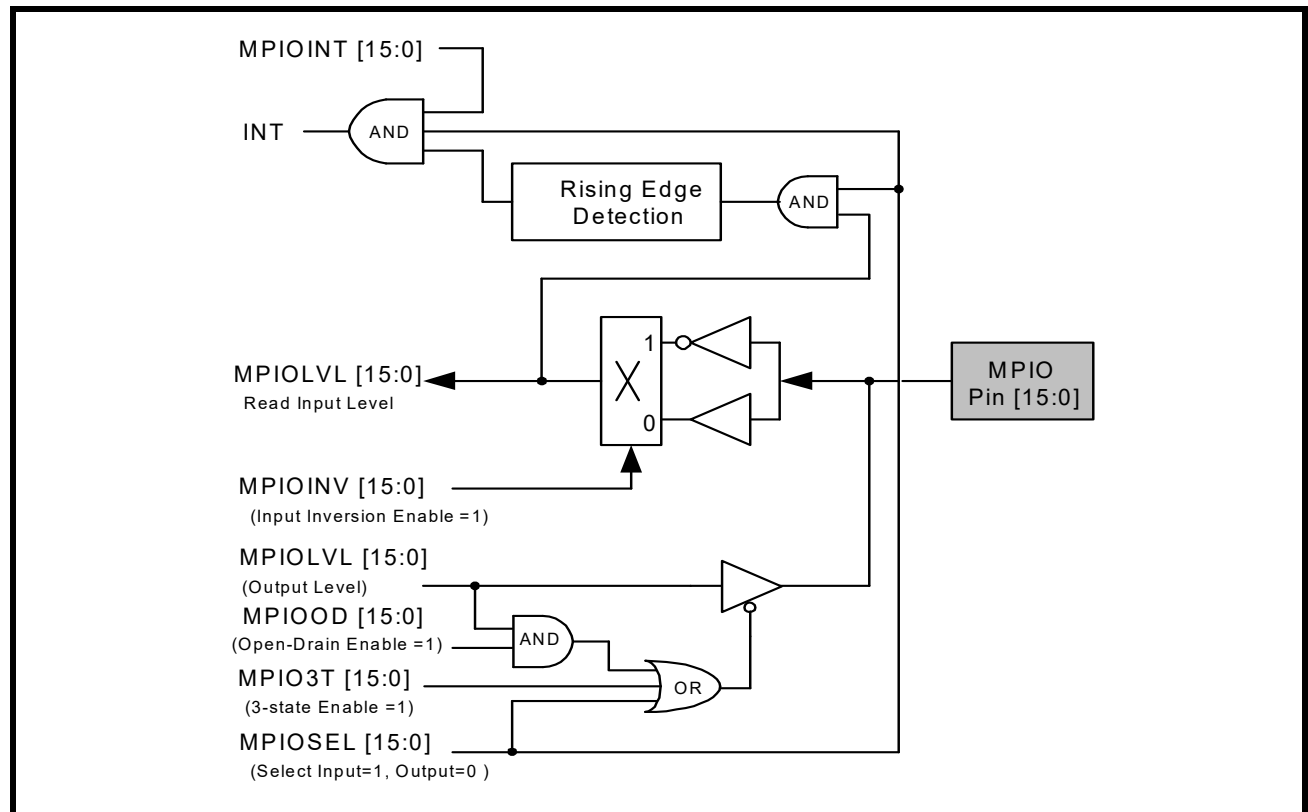 MPIOINT [15:0]
INT
AND
Rising Edge
Detection
AND
MPIOLVL [15:0]
Read Input Level
1
0
MPIO
Pin [15:0]
MPIOINV [15:0]
(Input Inversion Enable =1)
MPIOLVL [15:0]
(Output Level)
MPIOOD [15:0]
(Open-Drain Enable =1)
AND
MPIO3T [15:0]
(3-state Enable =1)
OR
MPIOSEL [15:0]
(Select Input=1, Output=0 )